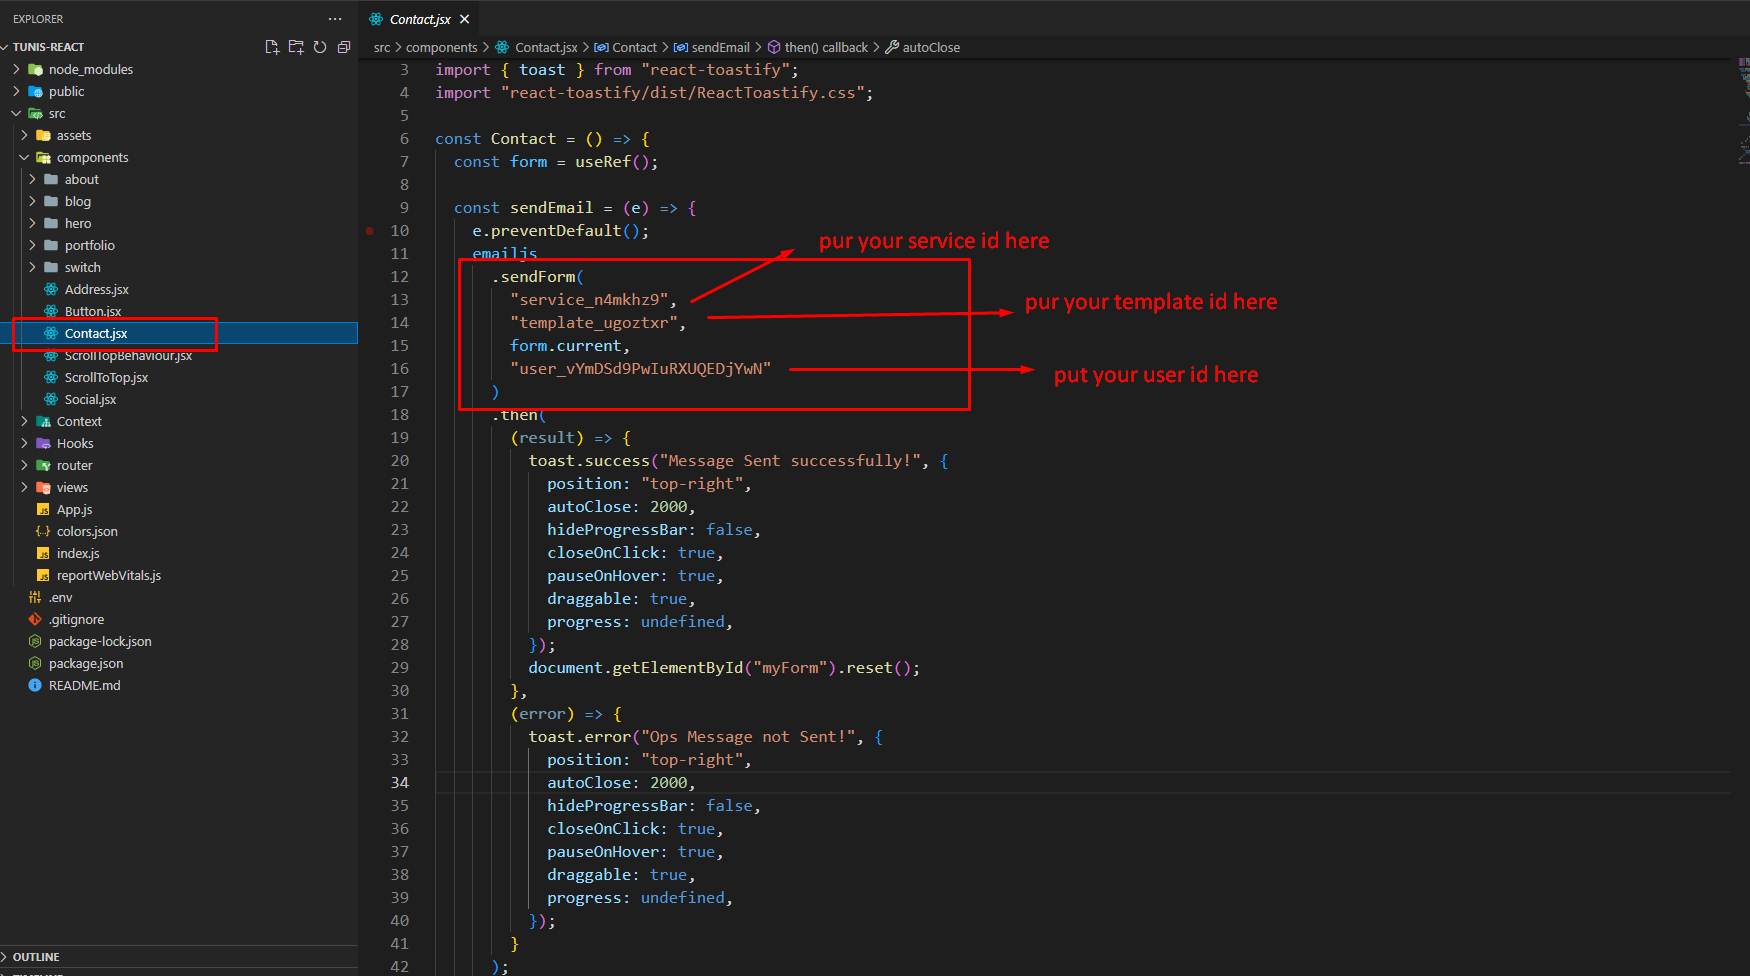 EXPLORER
TUNIS-REACT
node_modules
public
src
assets
components
about
blog
hero
portfolio
switch
Address.jsx
Button.jsx
Contact.jsx
ScrollTopBehaviour.jsx
ScrollToTop.jsx
Social.jsx
Context
Hooks
router
views
App.js
colors.json
index.js
reportWebVitals.js
.env
.gitignore
package-lock.json
package.json
README.md
OUTLINE
Contact.jsx
src > components > Contact.jsx > Contact > sendEmail > then() callback > autoClose
3 import { toast } from "react-toastify";
4 import "react-toastify/dist/ReactToastify.css";
5
6 const Contact = () => {
7 const form = useRef();
8
9 const sendEmail = (e) => {
10 e.preventDefault();
11 emailjs
12 .sendForm(
13 "service_n4mkhz9",
14 "template_ugoztxr",
15 form.current,
16 "user_vYmDSd9PwIuRXUQEDjYwN"
17 )
18 .then(
19 (result) => {
20 toast.success("Message Sent successfully!", {
21 position: "top-right",
22 autoClose: 2000,
23 hideProgressBar: false,
24 closeOnClick: true,
25 pauseOnHover: true,
26 draggable: true,
27 progress: undefined,
28 });
29 document.getElementById("myForm").reset();
30 },
31 (error) => {
32 toast.error("Ops Message not Sent!", {
33 position: "top-right",
34 autoClose: 2000,
35 hideProgressBar: false,
36 closeOnClick: true,
37 pauseOnHover: true,
38 draggable: true,
39 progress: undefined,
40 });
41 }
42 );
pur your service id here
pur your template id here
put your user id here